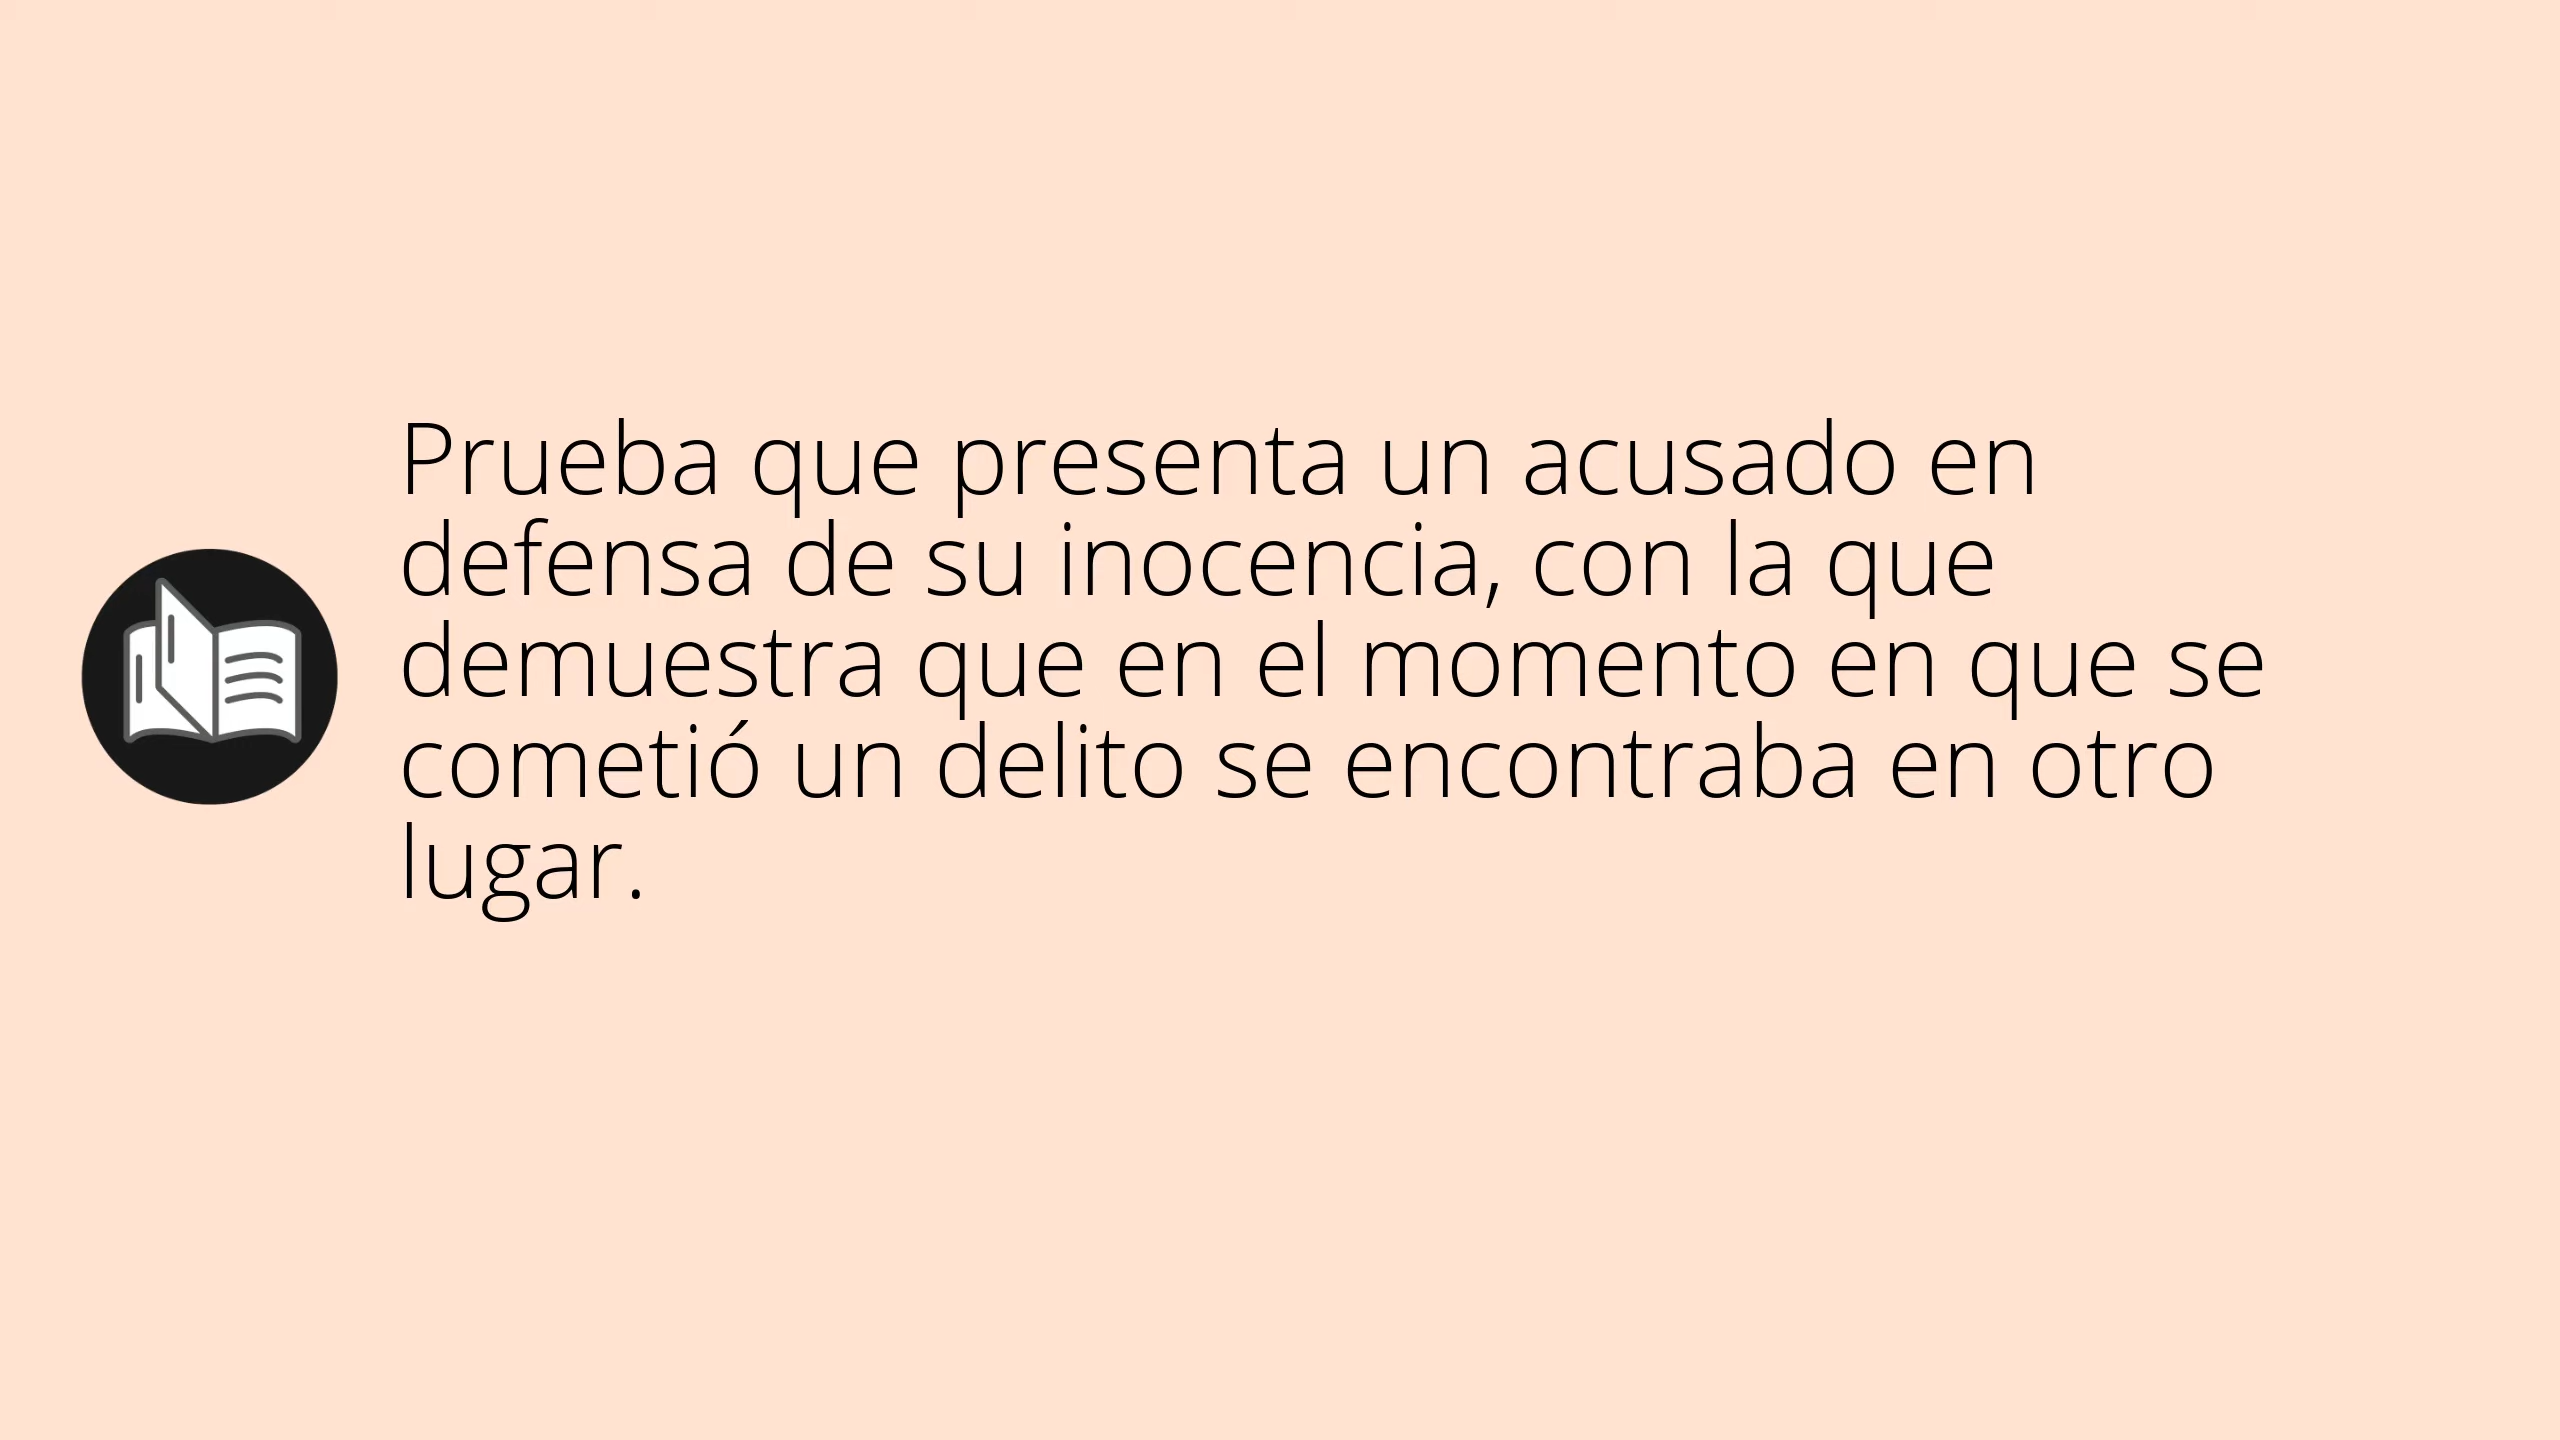 Prueba que presenta un acusado en
defensa de su inocencia, con la que
demuestra que en el momento en que se
cometió un delito se encontraba en otro
lugar.